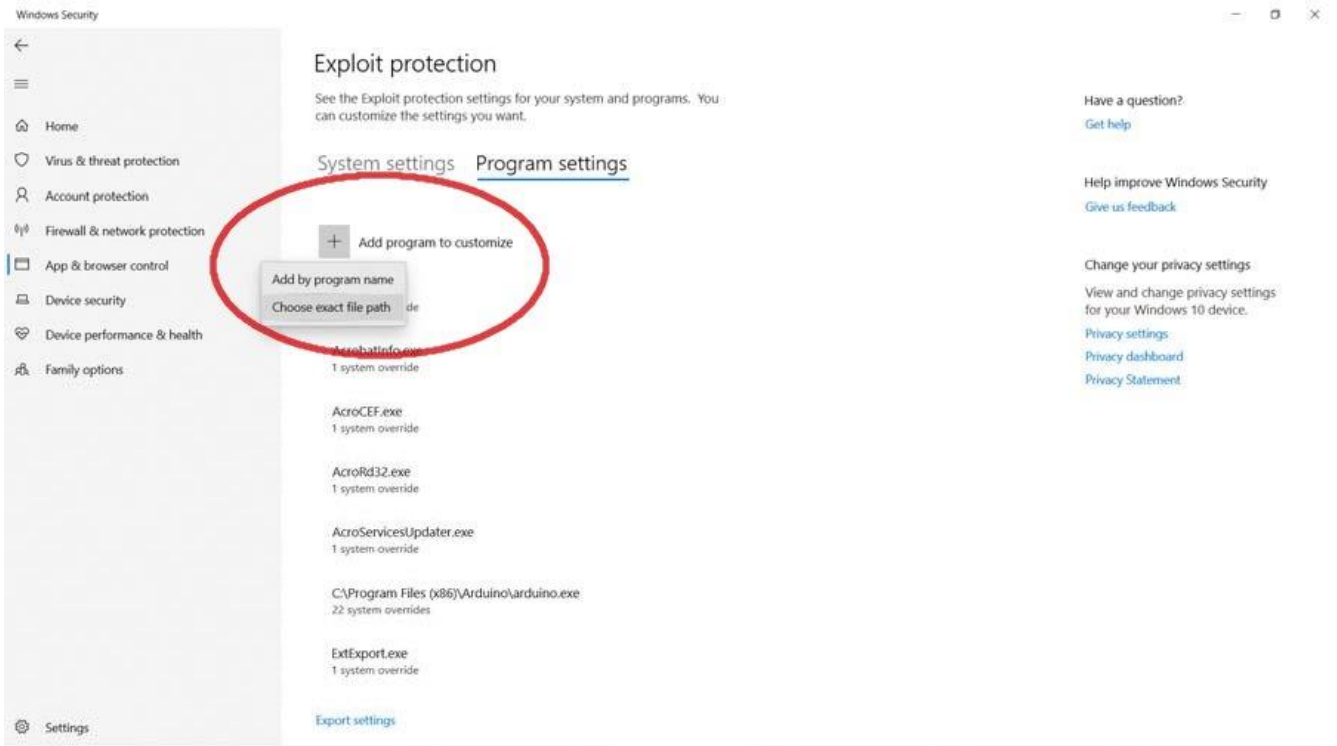 Windows Security
Home
Virus & threat protection
Account protection
Firewall & network protection
App & browser control
Device security
Device performance & health
Family options
Settings
Exploit protection
See the Exploit protection settings for your system and programs. You
can customize the settings you want.
System settings Program settings
+ Add program to customize
Add by program name
Choose exact file path
de
AcrobatInfo.exe
1 system override
AcroCEF.exe
1 system override
AcroRd32.exe
1 system override
AcroServicesUpdater.exe
1 system override
C:\Program Files (x86)\Arduino\arduino.exe
22 system overrides
ExtExport.exe
1 system override
Export settings
Have a question?
Get help
Help improve Windows Security
Give us feedback
Change your privacy settings
View and change privacy settings
for your Windows 10 device.
Privacy settings
Privacy dashboard
Privacy Statement